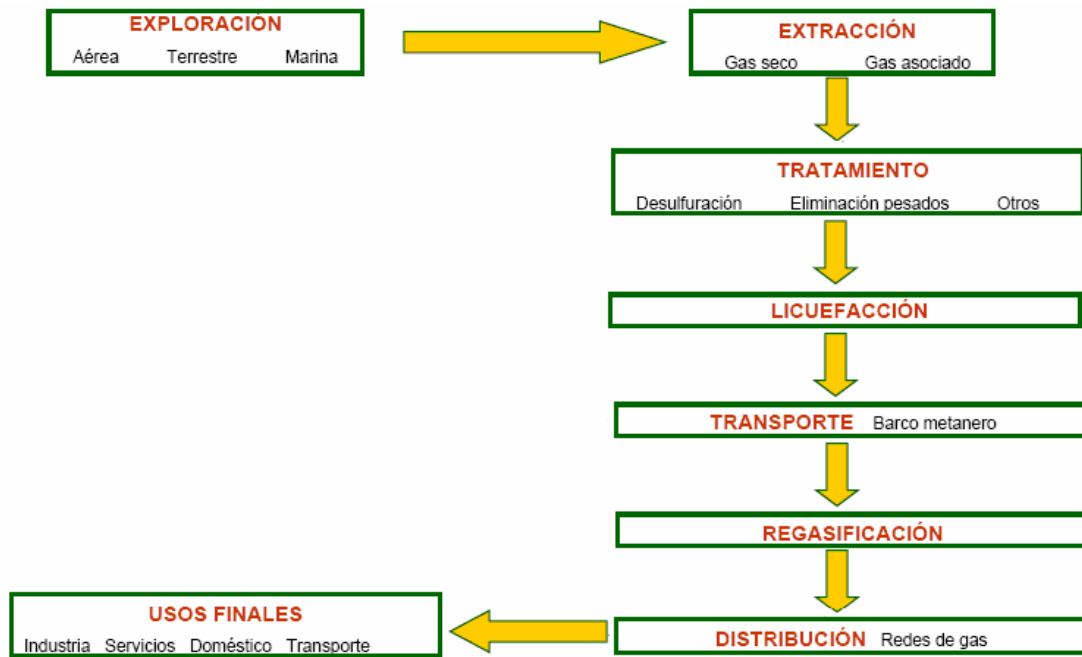 EXPLORACIÓN
Aérea Terrestre Marina
EXTRACCIÓN
Gas seco Gas asociado
TRATAMIENTO
Desulfuración Eliminación pesados Otros
LICUEFACCIÓN
TRANSPORTE Barco metanero
REGASIFICACIÓN
DISTRIBUCIÓN Redes de gas
USOS FINALES
Industria Servicios Doméstico Transporte